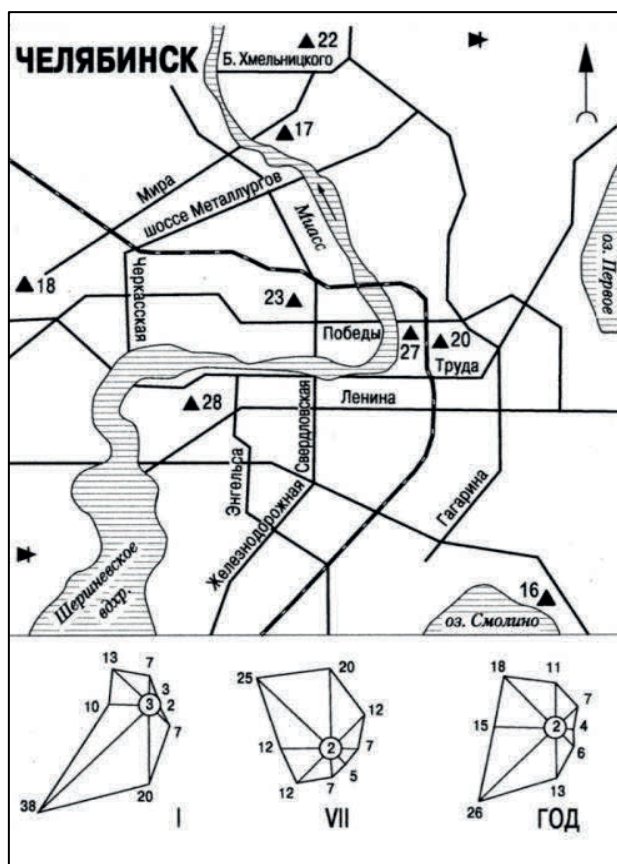 ЧЕЛЯБИНСК
22
Б. Хмельницкого
17
Мира
шоссе Металлургов
Миасс
оз. Первое
18
Черкасская
23
Победы
27
20
Труда
28
Ленина
Свердловская
Энгельса
Железнодорожная
Гагарина
Шершневское
вдхр.
16
оз. Смолино
13
7
3
10
3
2
7
20
38
I
25
20
12
12
2
7
5
12
7
VII
18
11
7
15
2
4
6
13
26
ГОД